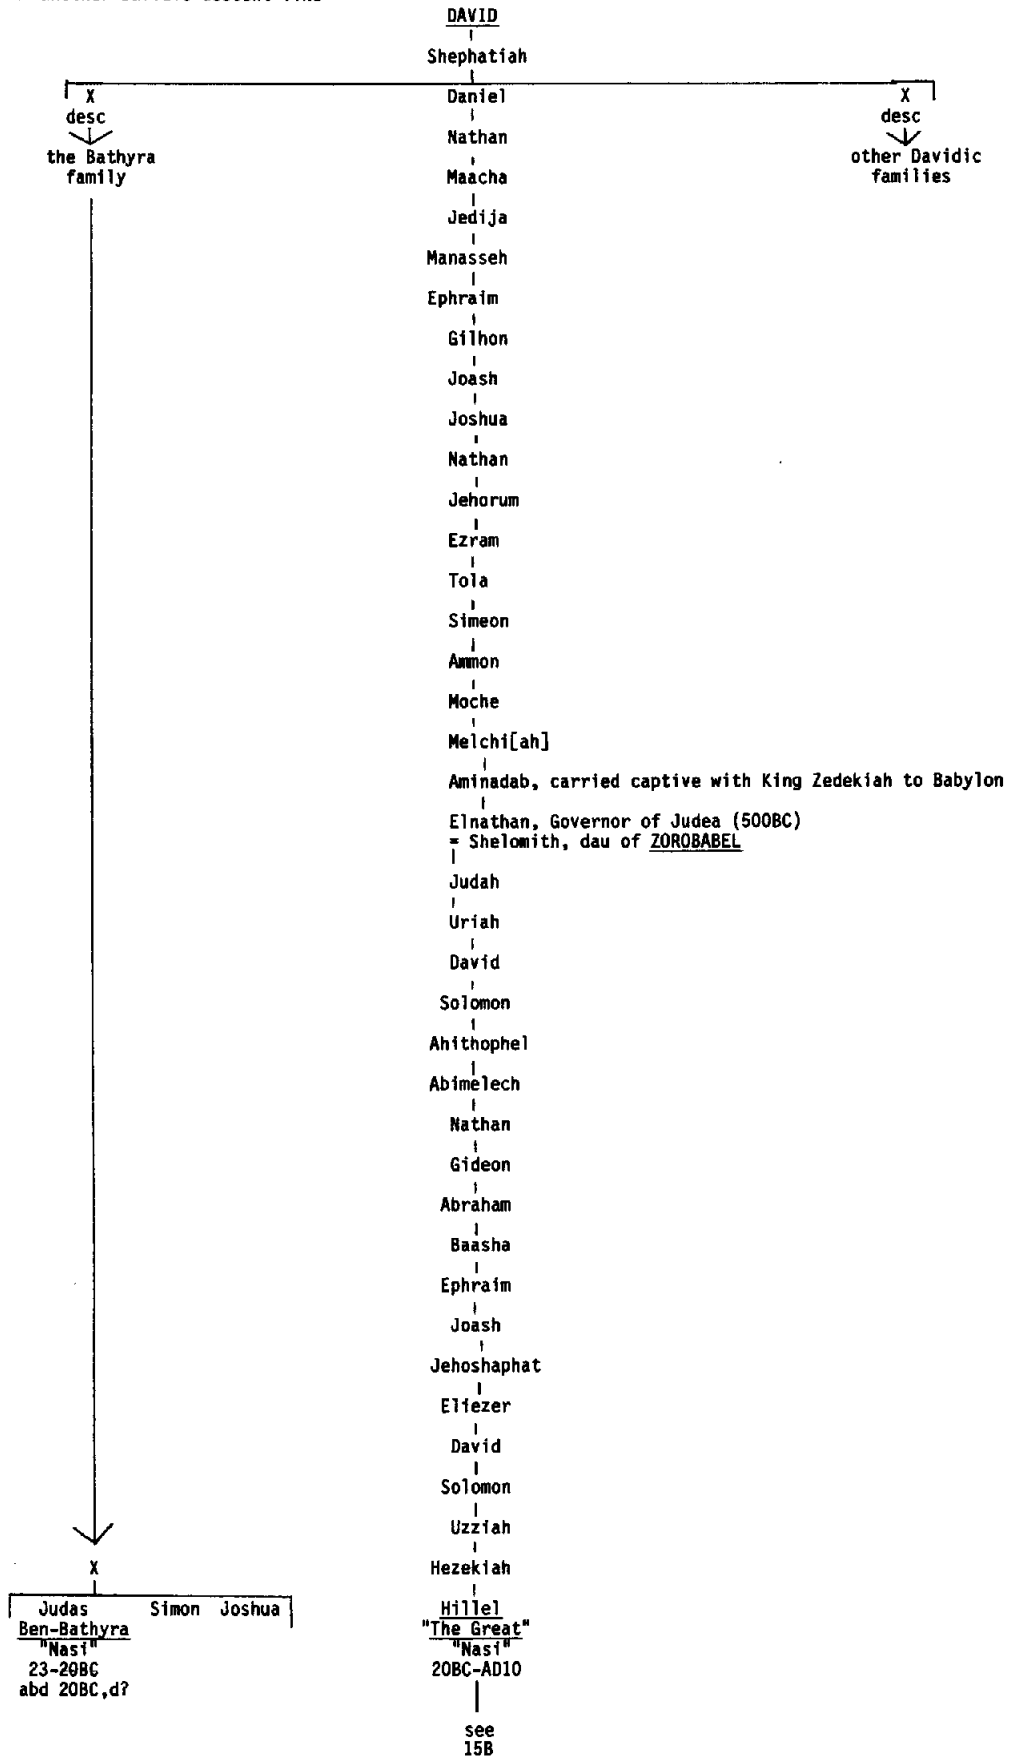 DAVID
Shephatiah
X
desc
the Bathyra
family
Daniel
X
desc
other Davidic
families
Nathan
Maacha
Jedija
Manasseh
Ephraim
Gilhon
Joash
Joshua
Nathan
Jehorum
Ezram
Tola
Simeon
Ammon
Moche
Melchi[ah]
Aminadab, carried captive with King Zedekiah to Babylon
Elnathan, Governor of Judea (500BC)
= Shelomith, dau of ZOROBABEL
Judah
Uriah
David
Solomon
Ahithophel
Abimelech
Nathan
Gideon
Abraham
Baasha
Ephraim
Joash
Jehoshaphat
Eliezer
David
Solomon
Uzziah
Hezekiah
X
Judas Simon Joshua
Ben-Bathyra
"Nasi"
23-20BC
abd 20BC,d?
Hillel
"The Great"
"Nasi"
20BC-AD10
see
15B